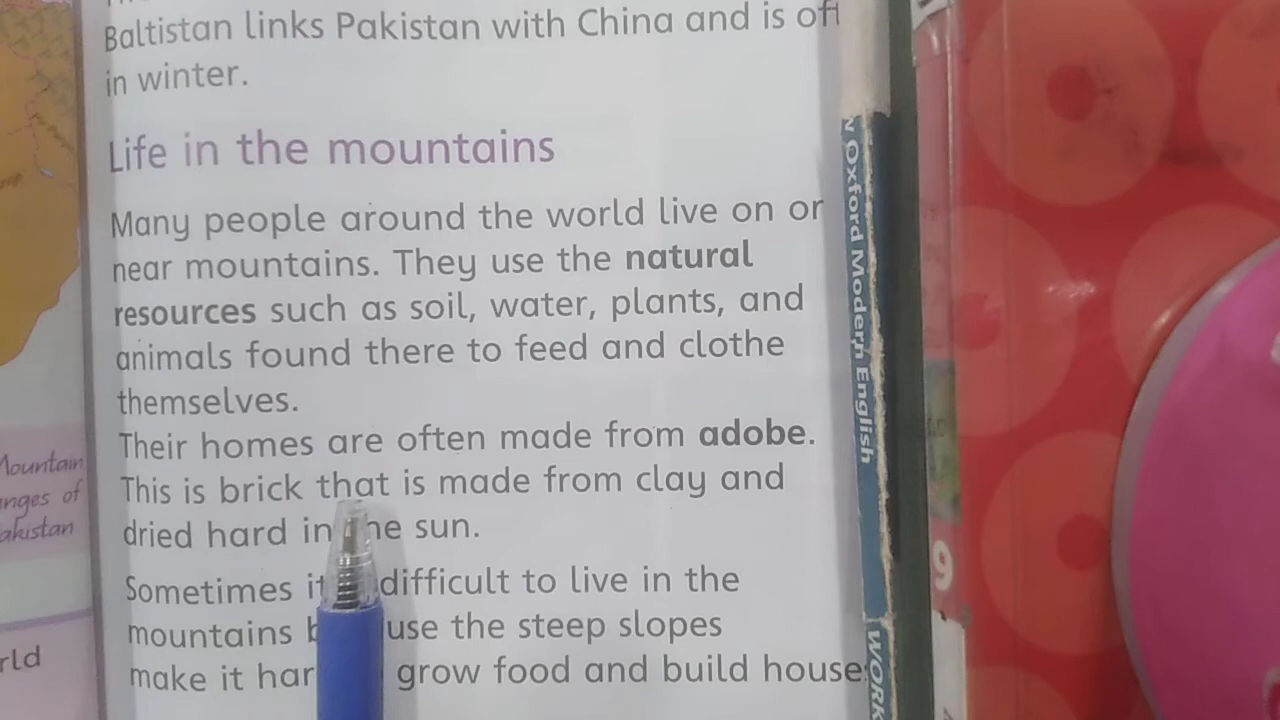 Baltistan links Pakistan with China and is oft
in winter.
Life in the mountains
Many people around the world live on or
near mountains. They use the natural
resources such as soil, water, plants, and
animals found there to feed and clothe
themselves.
Their homes are often made from adobe.
This is brick that is made from clay and
dried hard in he sun.
Sometimes it difficult to live in the
mountains use the steep slopes
make it har grow food and build house
Mountain
nges of
akistan
rld
y Oxford Modern English
WORK
9